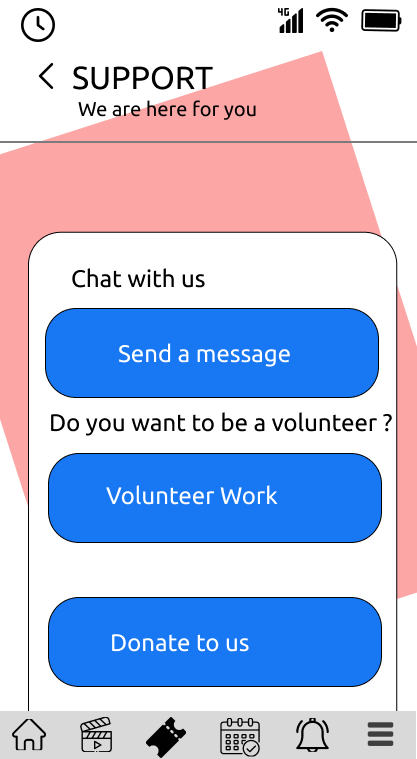 4G
SUPPORT
We are here for you
Chat with us
Send a message
Do you want to be a volunteer ?
Volunteer Work
Donate to us